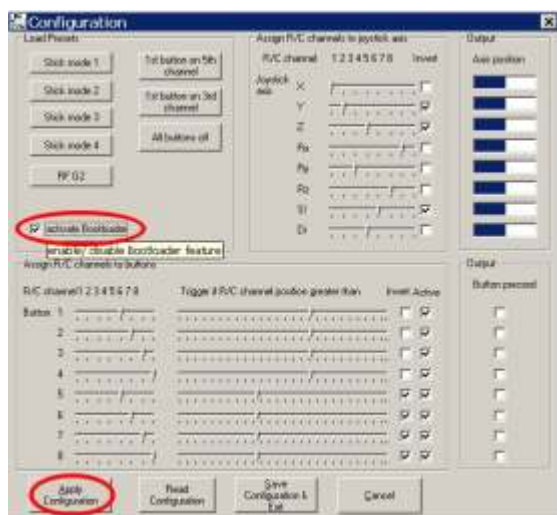 Configuration
Load Presets
Stick mode 1
Stick mode 2
Stick mode 3
Stick mode 4
RF G2
1st button on 5th
channel
1st button on 3rd
channel
All buttons off
activate Bootloader
enable/ disable bootloader feature
Assign R/C channels to joystick axis
R/C channel 1 2 3 4 5 6 7 8 Invert
Joystick
axis
X
Y
Z
Rx
Ry
Rz
Sl
Di
Output
Axis position
Assign R/C channels to buttons
R/C channel 1 2 3 4 5 6 7 8 Trigger if R/C channel position greater than Invert Active
Button 1
2
3
4
5
6
7
8
Output
Button pressed
Apply
Configuration
Read
Configuration
Save
Configuration &
Exit
Cancel